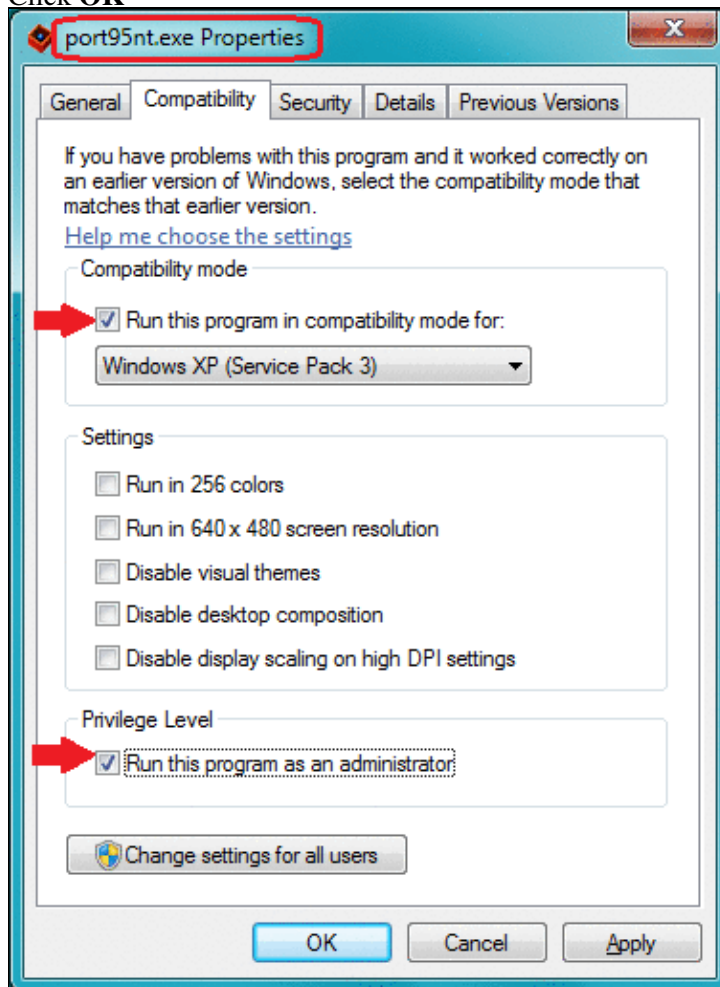 Click OK
port95nt.exe Properties
General Compatibility Security Details Previous Versions
If you have problems with this program and it worked correctly on
an earlier version of Windows, select the compatibility mode that
matches that earlier version.
Help me choose the settings
Compatibility mode
Run this program in compatibility mode for:
Windows XP (Service Pack 3)
Settings
Run in 256 colors
Run in 640 x 480 screen resolution
Disable visual themes
Disable desktop composition
Disable display scaling on high DPI settings
Privilege Level
Run this program as an administrator
Change settings for all users
OK Cancel Apply